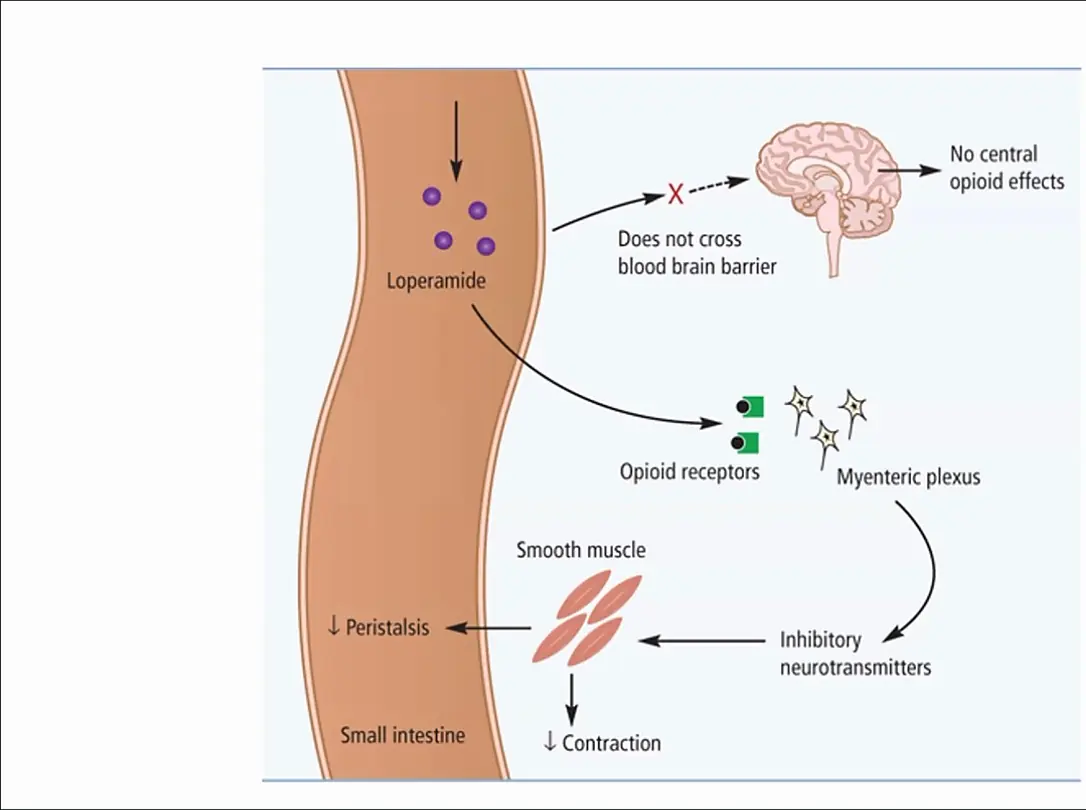 No central
opioid effects
X
Does not cross
blood brain barrier
Loperamide
Opioid receptors
Myenteric plexus
Smooth muscle
↓ Peristalsis
Inhibitory
neurotransmitters
Small intestine
↓ Contraction